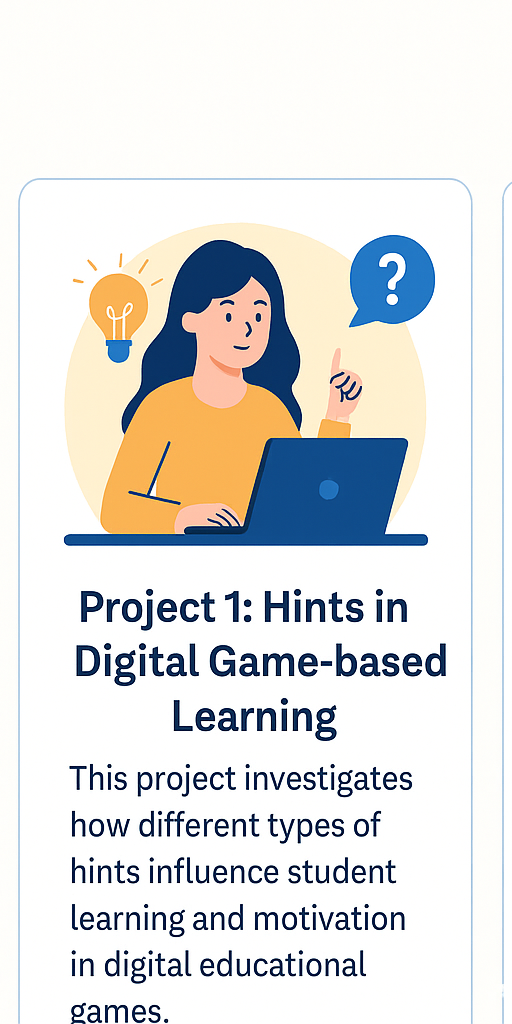 ?
Project 1: Hints in
Digital Game-based
Learning
This project investigates
how different types of
hints influence student
learning and motivation
in digital educational
games.